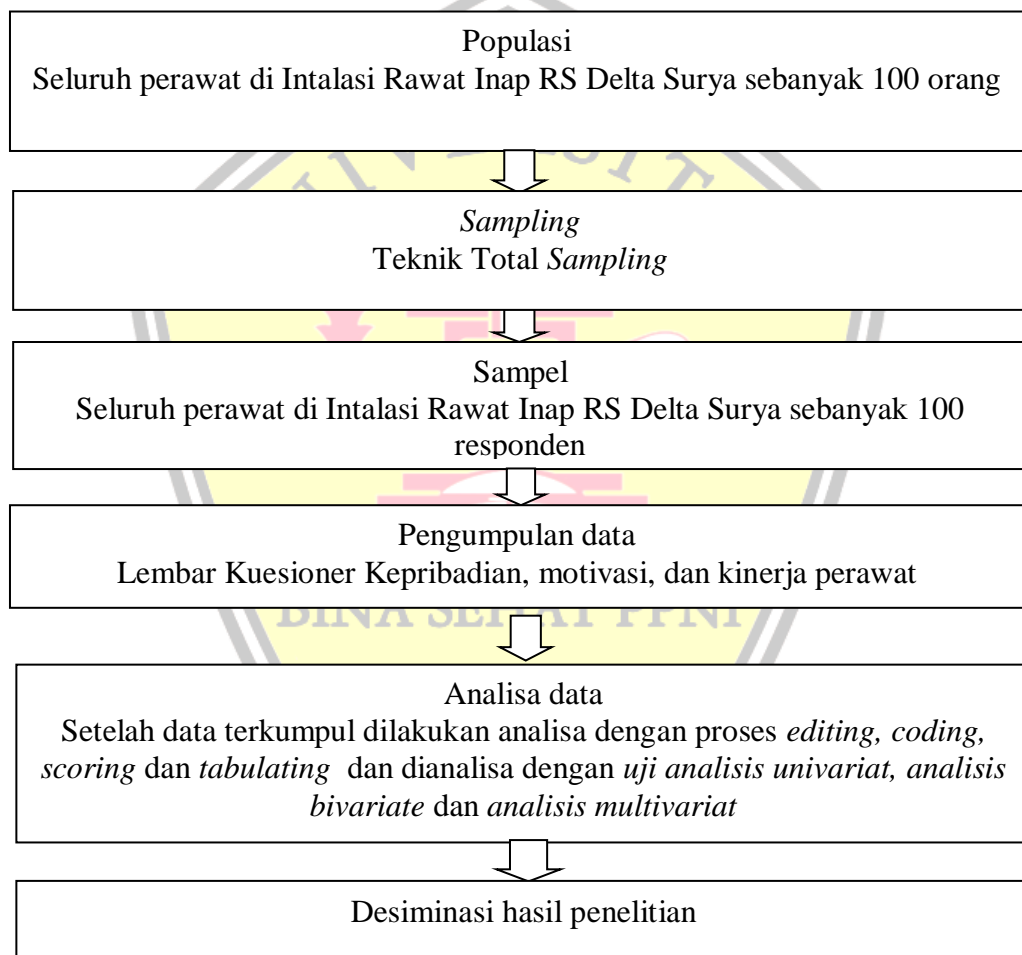 Populasi
Seluruh perawat di Intalasi Rawat Inap RS Delta Surya sebanyak 100 orang
Sampling
Teknik Total Sampling
Sampel
Seluruh perawat di Intalasi Rawat Inap RS Delta Surya sebanyak 100
responden
Pengumpulan data
Lembar Kuesioner Kepribadian, motivasi, dan kinerja perawat
BINA SEHAT PPNI
Analisa data
Setelah data terkumpul dilakukan analisa dengan proses editing, coding,
scoring dan tabulating dan dianalisa dengan uji analisis univariat, analisis
bivariate dan analisis multivariat
Desiminasi hasil penelitian